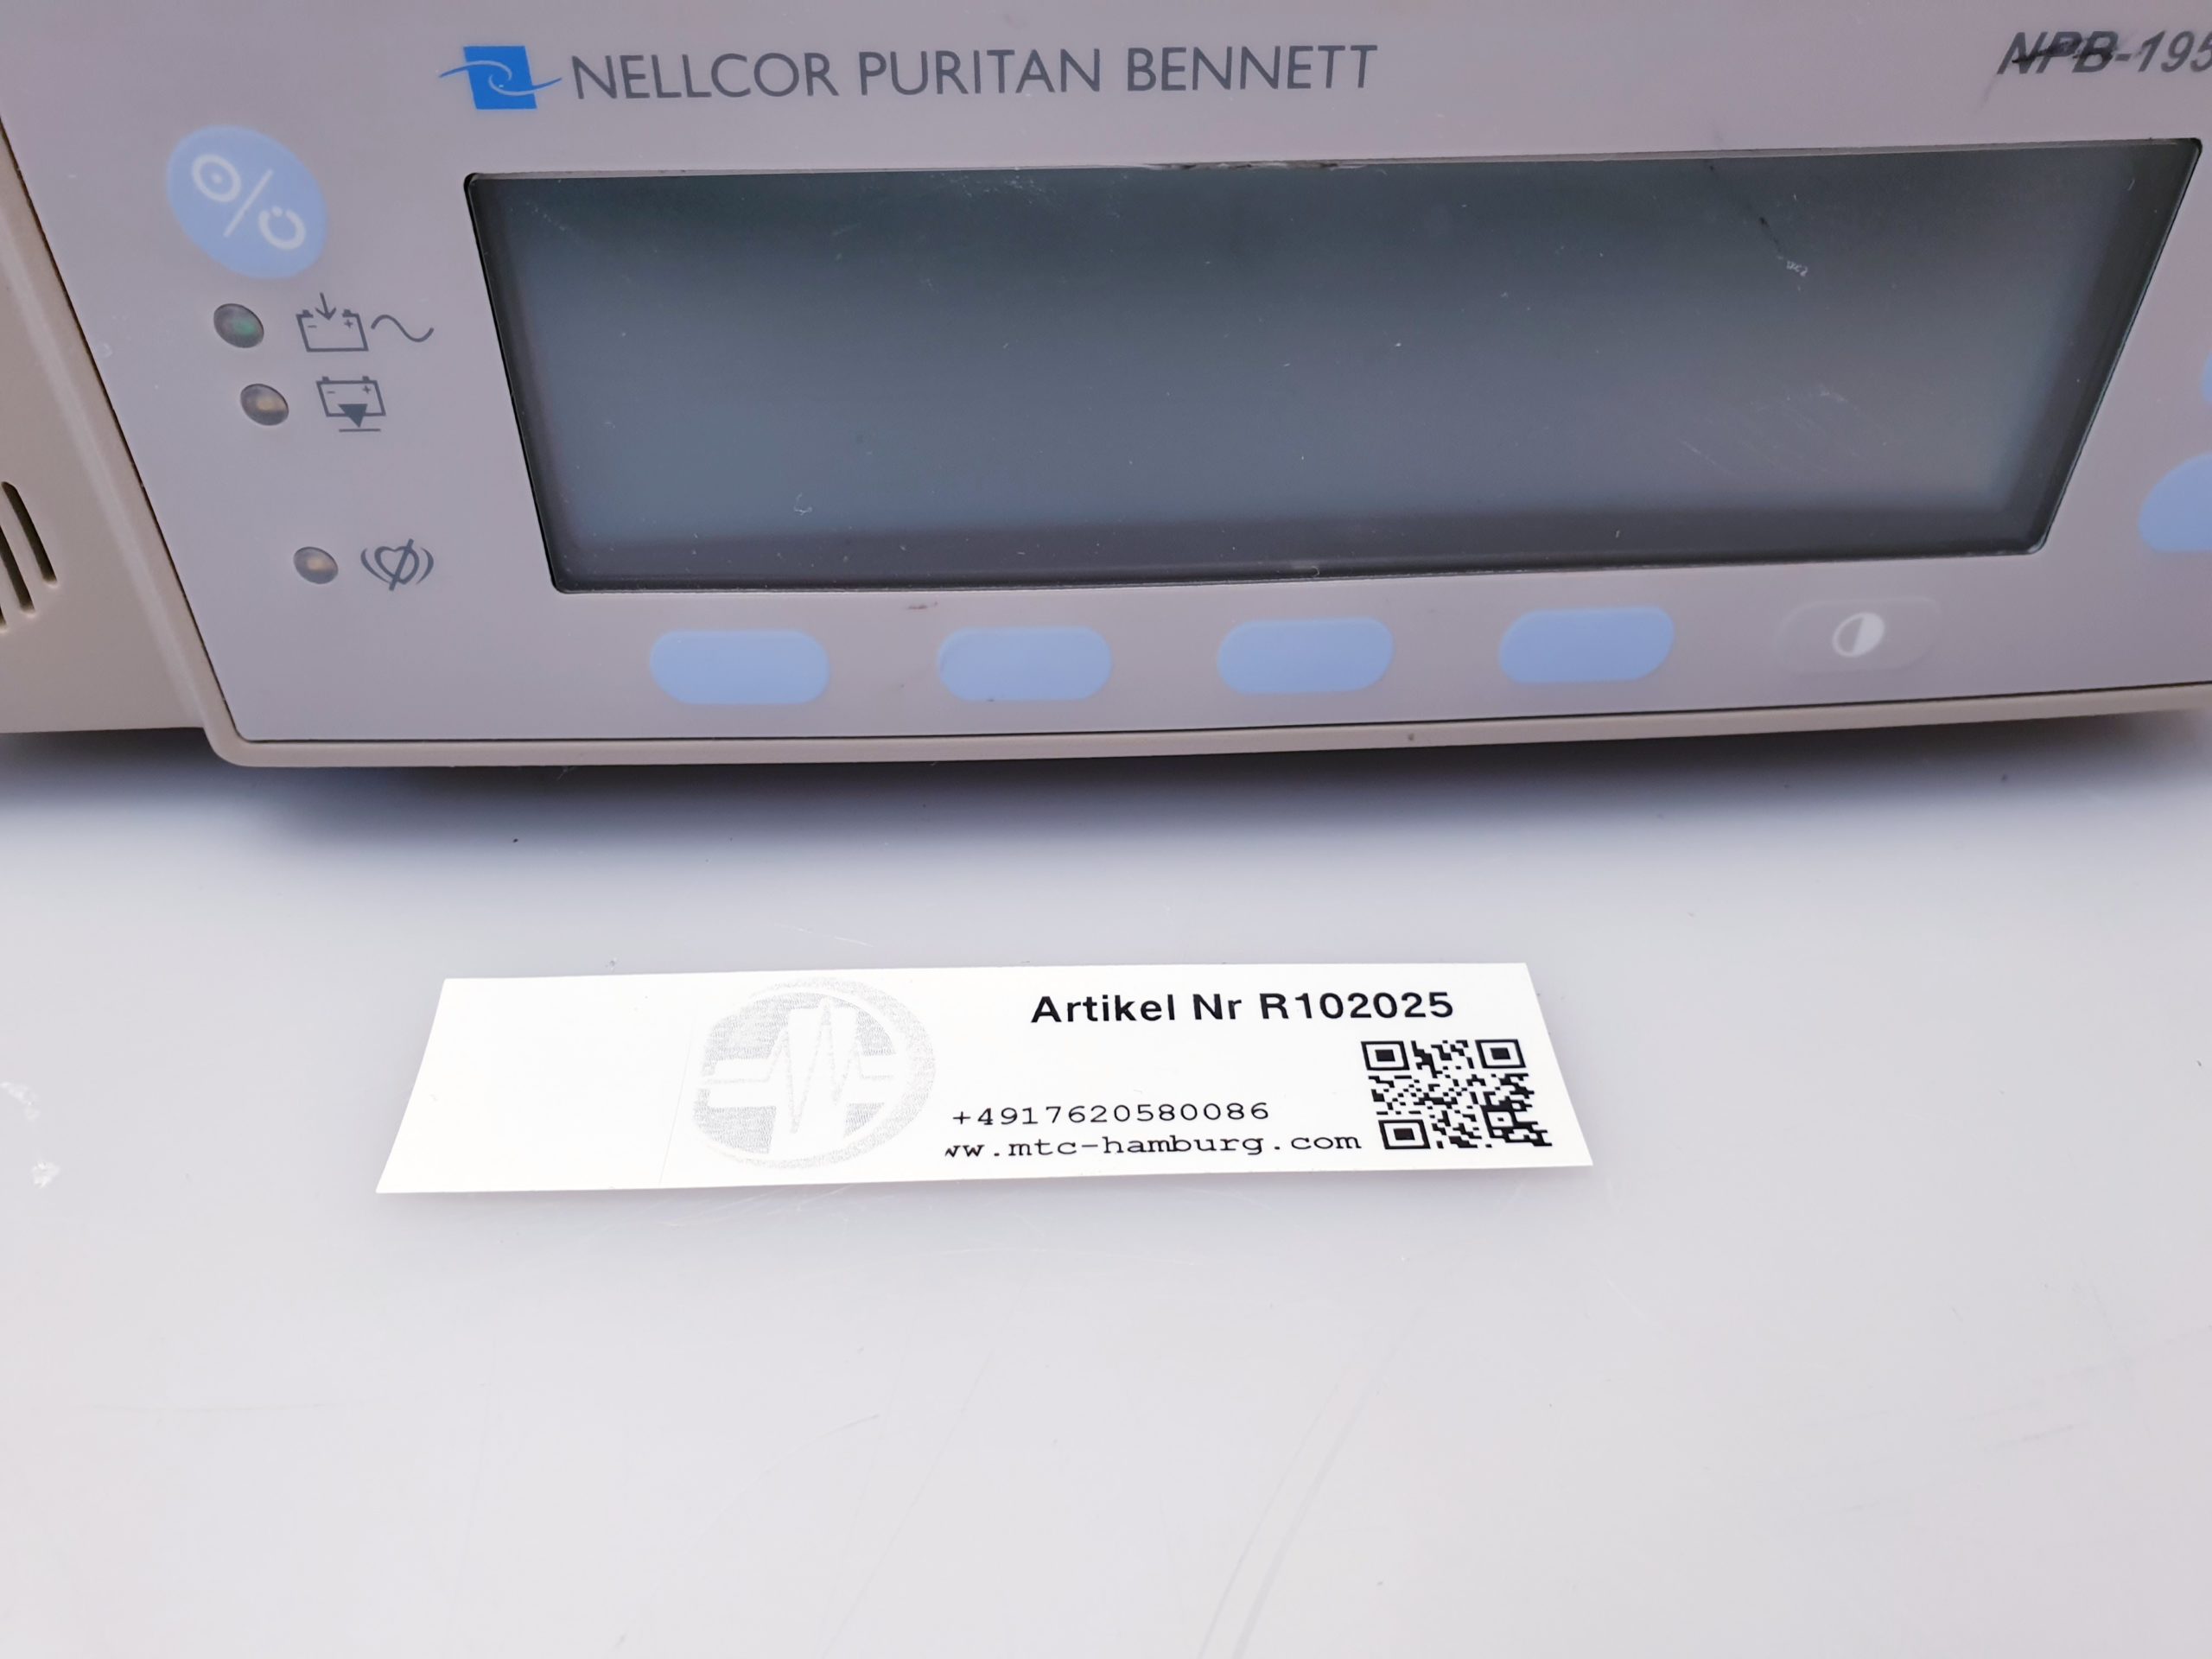 NELLCOR PURITAN BENNETT
NPB-195
Artikel Nr R102025
+4917620580086
ww.mtc-hamburg.com